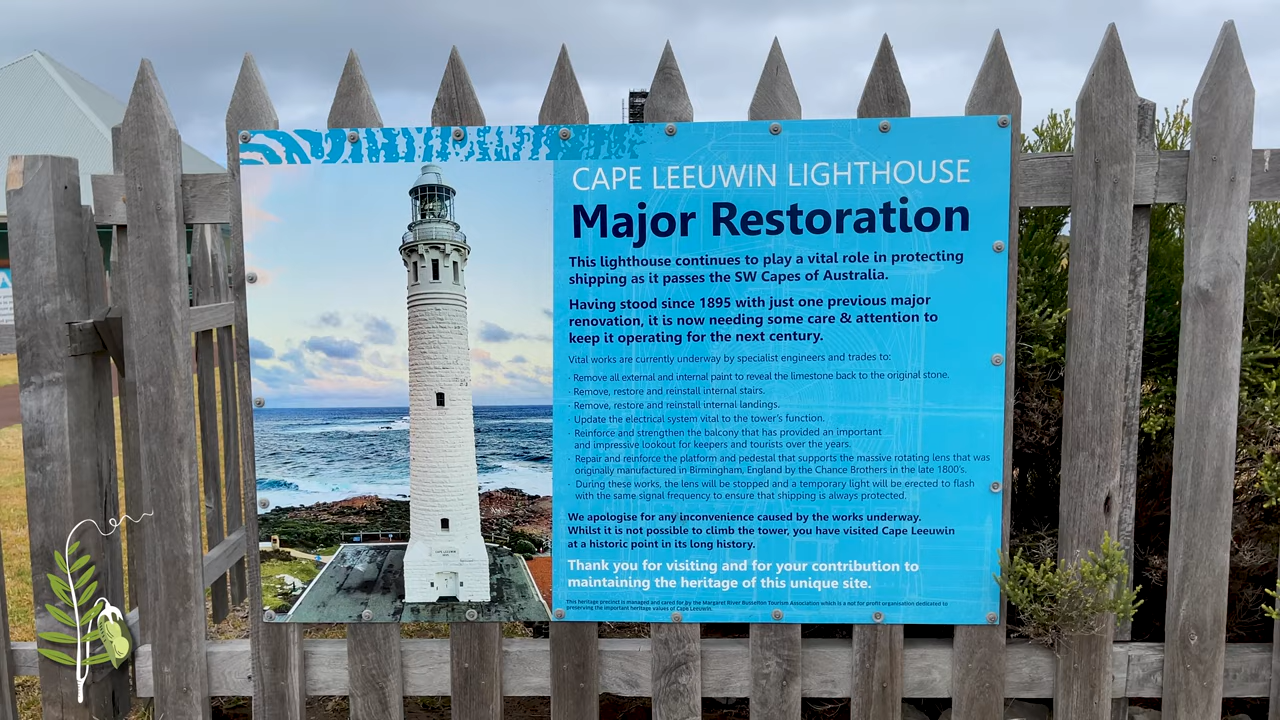 CAPE LEEUWIN LIGHTHOUSE
Major Restoration
This lighthouse continues to play a vital role in protecting
shipping as it passes the SW Capes of Australia.
Having stood since 1895 with just one previous major
renovation, it is now needing some care & attention to
keep it operating for the next century.
Vital works are currently underway by specialist engineers and trades to:
· Remove all external and internal paint to reveal the limestone back to the original stone.
· Remove, restore and reinstall internal stairs.
· Remove, restore and reinstall internal landings.
· Update the electrical system vital to the tower's function.
· Reinforce and strengthen the balcony that has provided an important
and impressive lookout for keepers and tourists over the years.
· Repair and reinforce the platform and pedestal that supports the massive rotating lens that was
originally manufactured in Birmingham, England by the Chance Brothers in the late 1800's.
· During these works, the lens will be stopped and a temporary light will be erected to flash
with the same signal frequency to ensure that shipping is always protected.
We apologise for any inconvenience caused by the works underway.
Whilst it is not possible to climb the tower, you have visited Cape Leeuwin
at a historic point in its long history.
Thank you for visiting and for your contribution to
maintaining the heritage of this unique site.
This heritage precinct is managed and cared for by the Margaret River Busselton Tourism Association which is a not for profit organisation dedicated to
preserving the important heritage values of Cape Leeuwin.
CAPE LEEUWIN